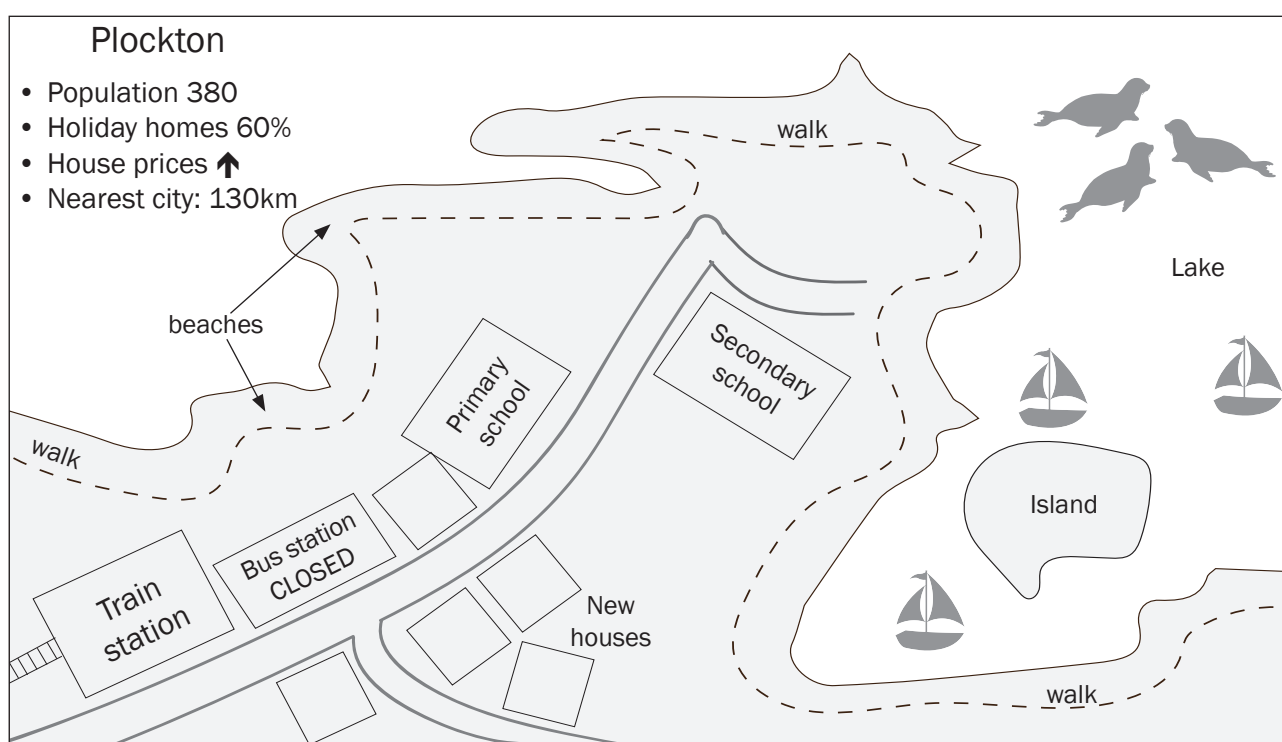 Plockton
• Population 380
• Holiday homes 60%
• House prices ↑
• Nearest city: 130km
walk
Lake
beaches
Primary
school
Secondary
school
walk
Island
Bus station
CLOSED
Train
station
New
houses
walk